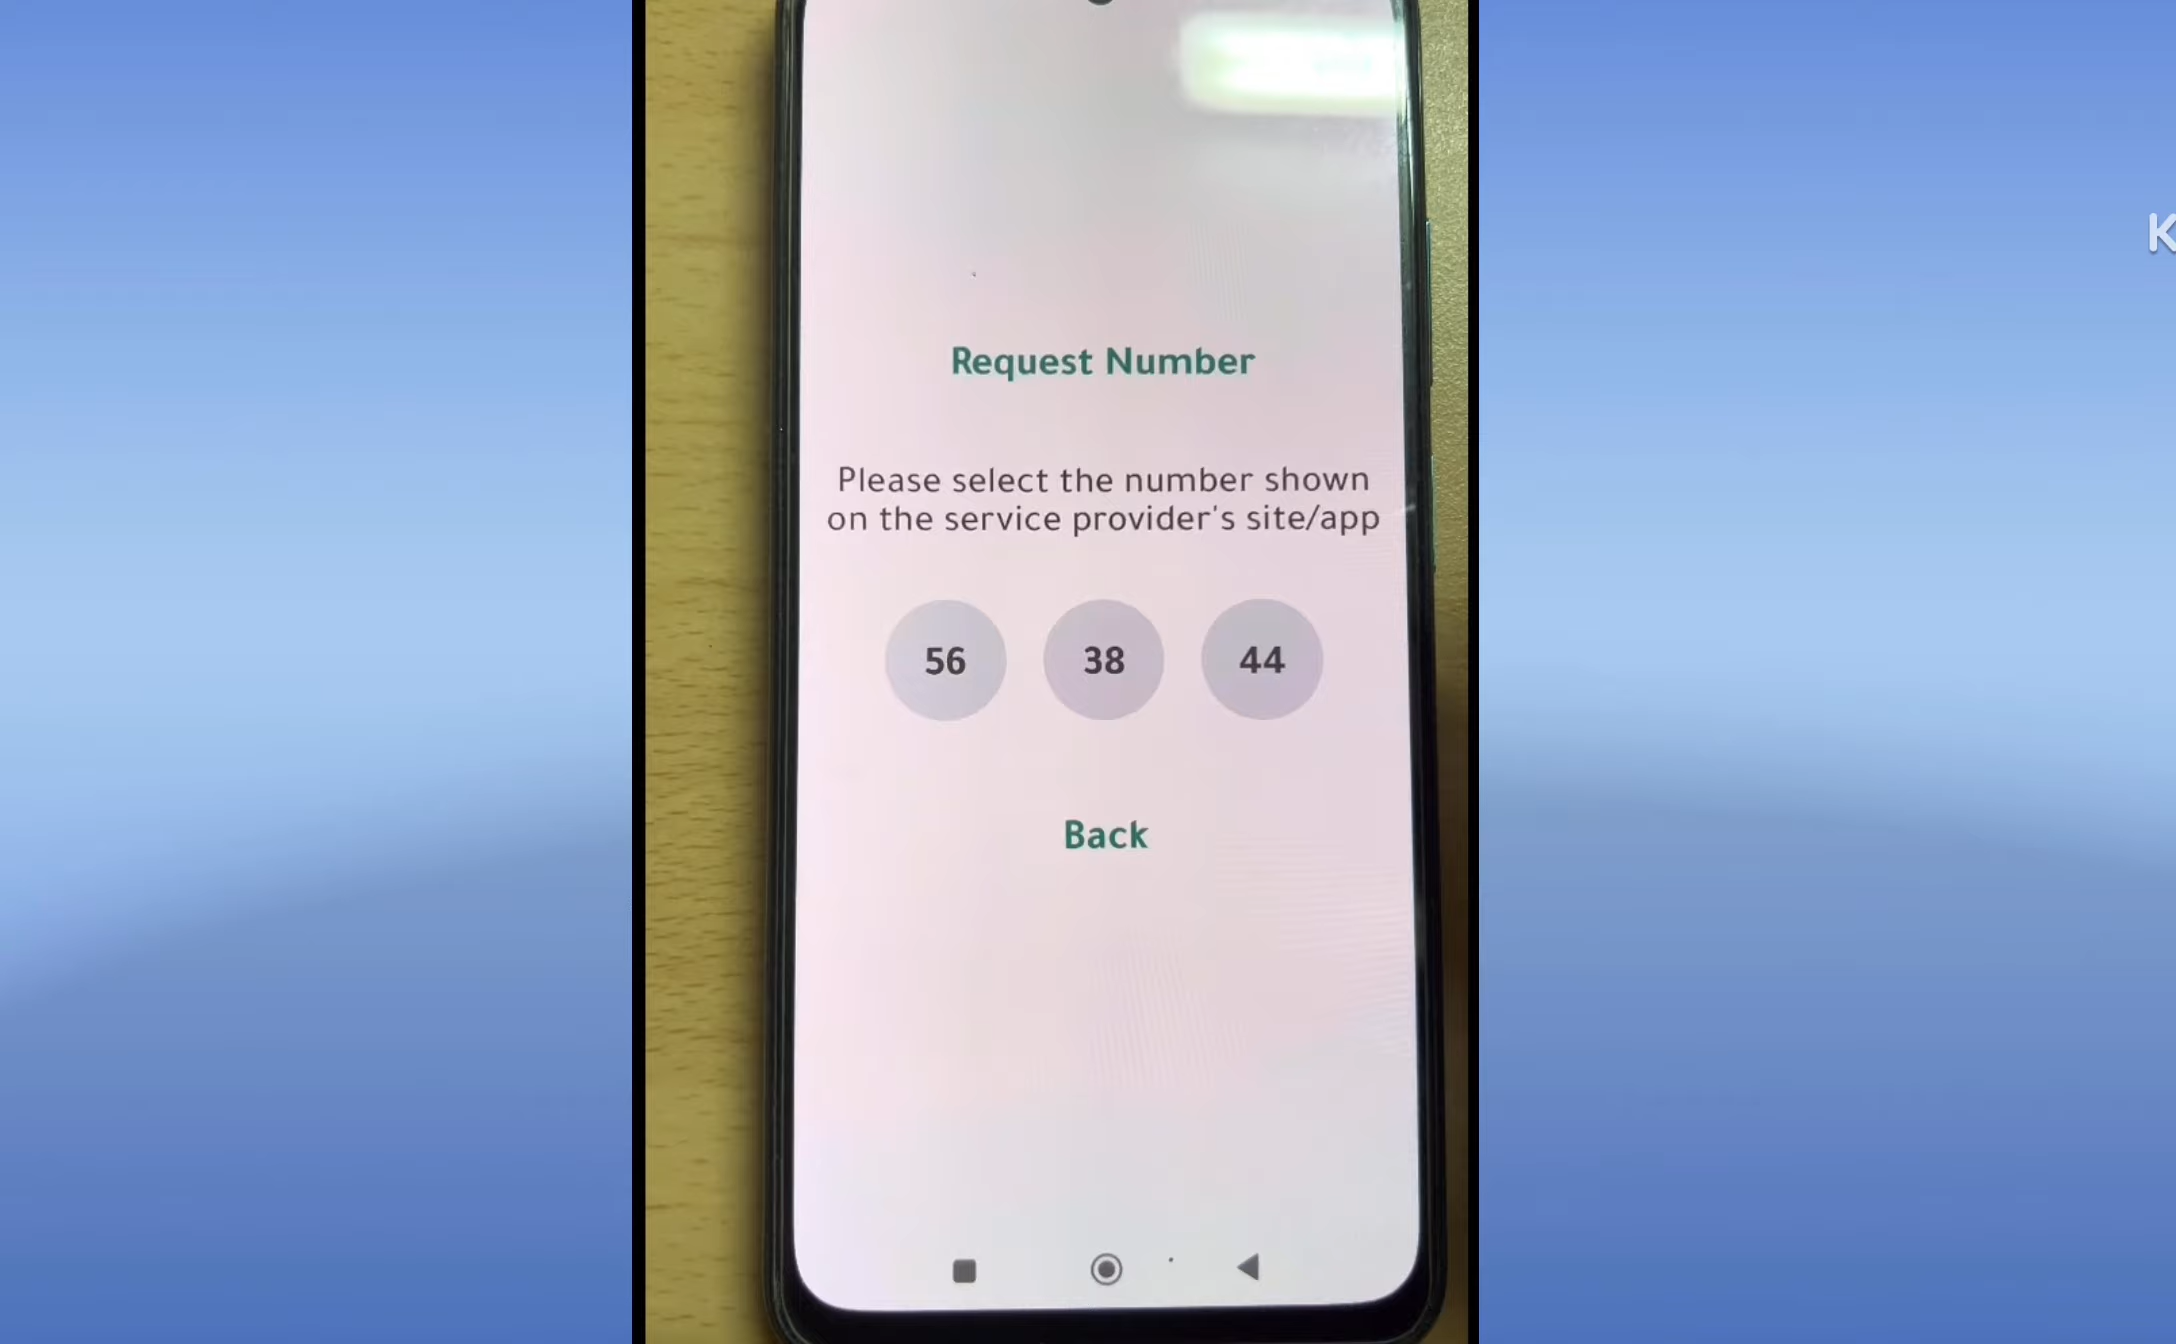 Request Number
Please select the number shown
on the service provider's site/app
56 38 44
Back